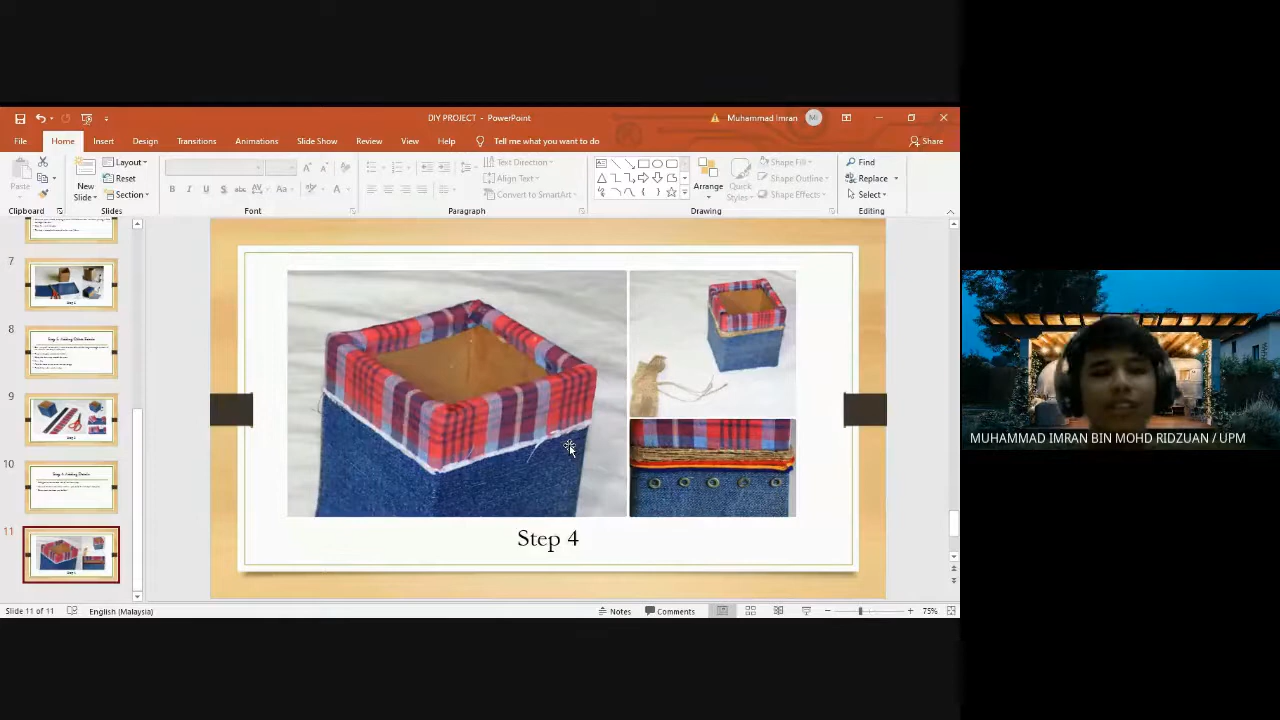 DIY PROJECT - PowerPoint
Muhammad Imran
MI
File
Home
Insert
Design
Transitions
Animations
Slide Show
Review
View
Help
Tell me what you want to do
Share
Paste
New
Slide
Layout
Reset
Section
Text Direction
Align Text
Convert to SmartArt
Arrange
Quick
Styles
Shape Fill
Shape Outline
Shape Effects
Find
Replace
Select
Clipboard
Slides
Font
Paragraph
Drawing
Editing
7
8
9
10
11
Step 4
MUHAMMAD IMRAN BIN MOHD RIDZUAN / UPM
Slide 11 of 11
English (Malaysia)
Notes
Comments
75%